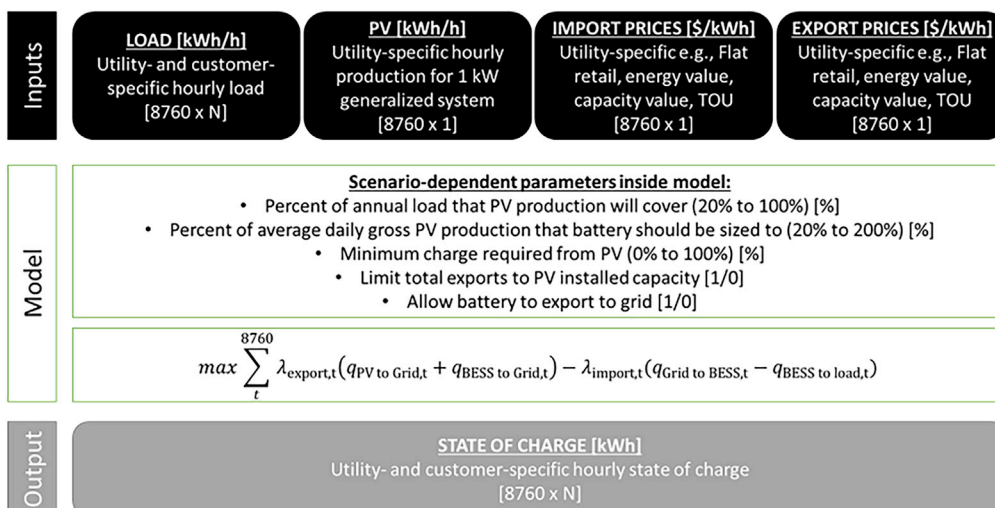 Inputs
LOAD [kWh/h]
Utility- and customer-
specific hourly load
[8760 x N]
PV [kWh/h]
Utility-specific hourly
production for 1 kW
generalized system
[8760 x 1]
IMPORT PRICES [$/kWh]
Utility-specific e.g., Flat
retail, energy value,
capacity value, TOU
[8760 x 1]
EXPORT PRICES [$/kWh]
Utility-specific e.g., Flat
retail, energy value,
capacity value, TOU
[8760 x 1]
Model
Scenario-dependent parameters inside model:
• Percent of annual load that PV production will cover (20% to 100%) [%]
• Percent of average daily gross PV production that battery should be sized to (20% to 200%) [%]
• Minimum charge required from PV (0% to 100%) [%]
• Limit total exports to PV installed capacity [1/0]
• Allow battery to export to grid [1/0]
8760
max ∑ λexport,t(qPV to Grid,t + qBESS to Grid,t) − λimport,t(qGrid to BESS,t − qBESS to load,t)
t
Output
STATE OF CHARGE [kWh]
Utility- and customer-specific hourly state of charge
[8760 x N]